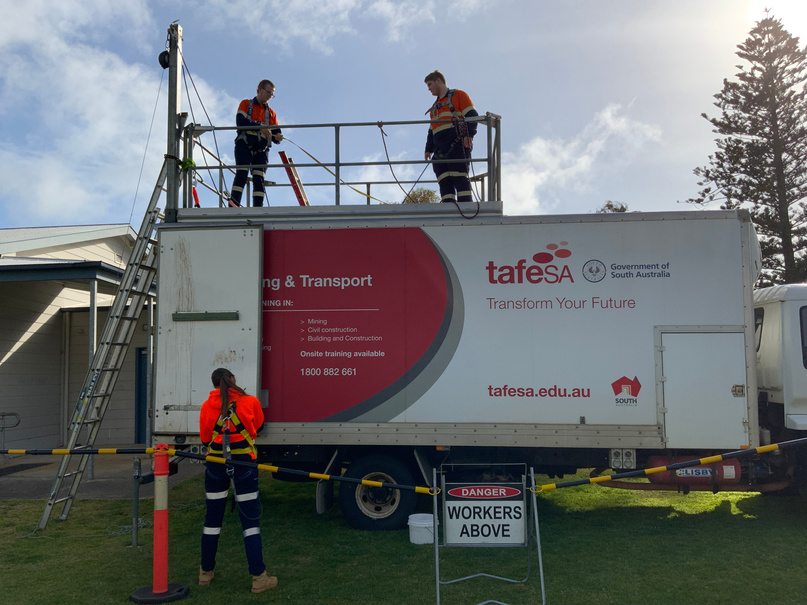 ng & Transport
NING IN:
> Mining
> Civil construction
> Building and Construction
Onsite training available
1800 882 661
tafeSA
Government of
South Australia
Transform Your Future
tafesa.edu.au
SOUTH
DANGER
WORKERS
ABOVE
CLISBY